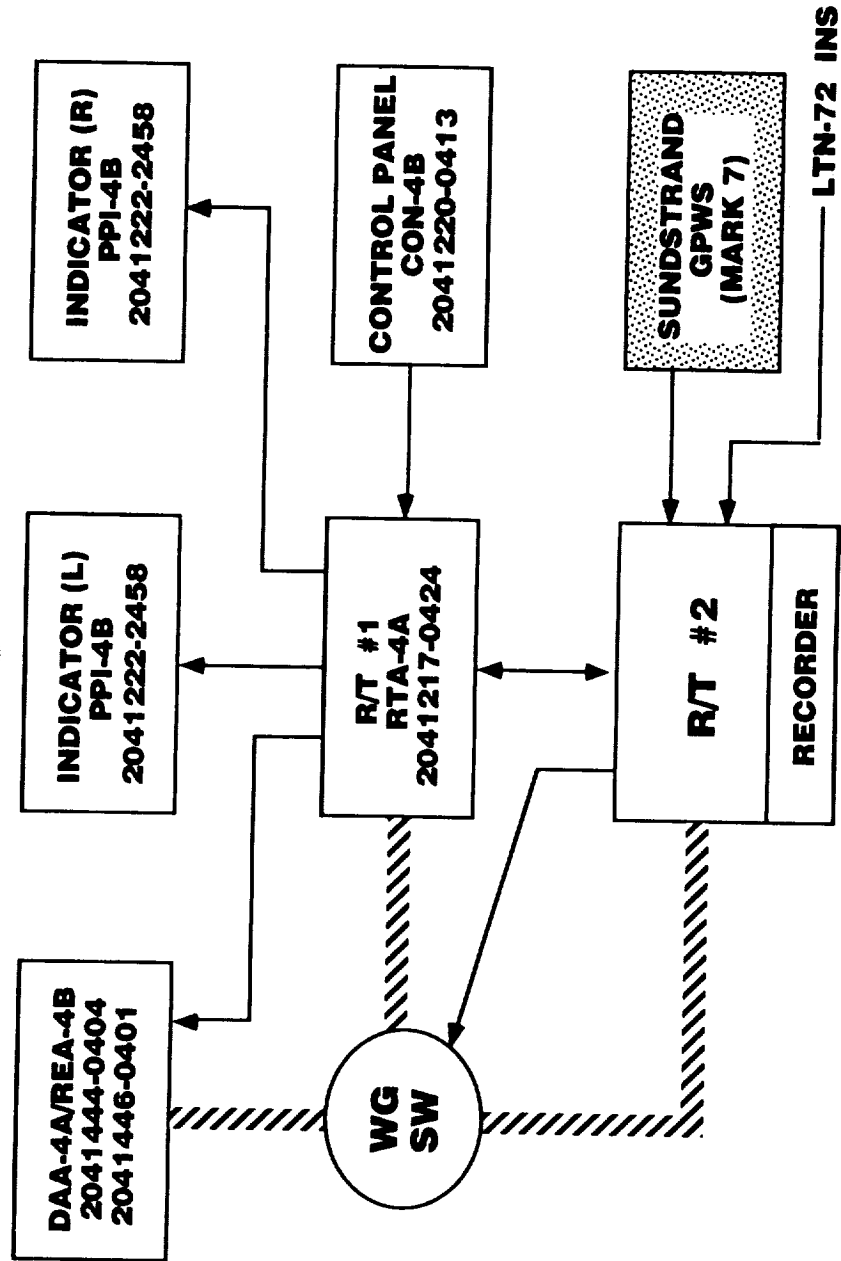 DAA-4A/REA-4B
2041444-0404
2041446-0401
INDICATOR (L)
PPI-4B
2041222-2458
INDICATOR (R)
PPI-4B
2041222-2458
WG
SW
R/T #1
RTA-4A
2041217-0424
CONTROL PANEL
CON-4B
2041220-0413
R/T #2
RECORDER
SUNDSTRAND
GPWS
(MARK 7)
LTN-72 INS